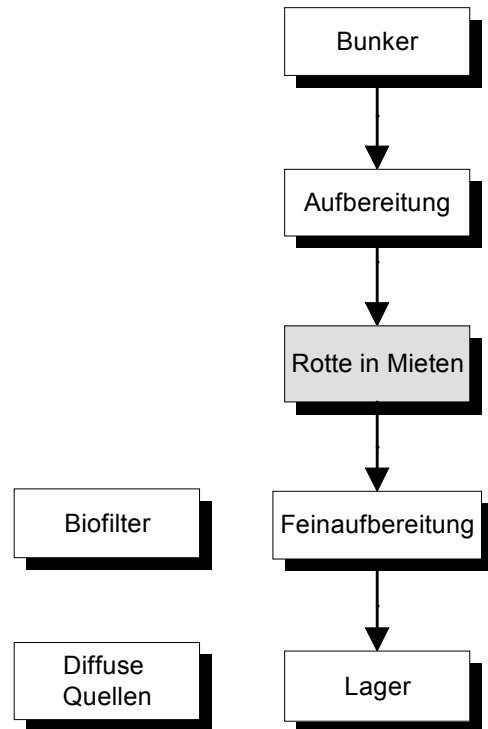 Bunker
Aufbereitung
Rotte in Mieten
Biofilter
Feinaufbereitung
Diffuse
Quellen
Lager